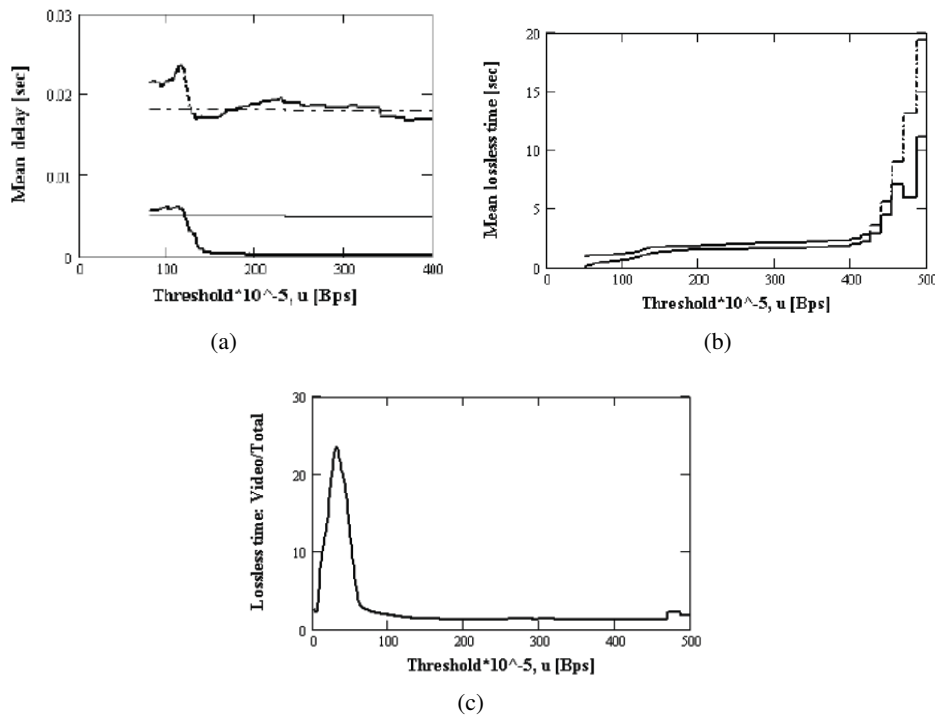 0.03
0.02
0.01
0
Mean delay [sec]
0 100 200 300 400
Threshold*10^-5, u [Bps]
(a)
20
15
10
5
0
Mean lossless time [sec]
0 100 200 300 400 500
Threshold*10^-5, u [Bps]
(b)
30
20
10
0
Lossless time: Video/Total
0 100 200 300 400 500
Threshold*10^-5, u [Bps]
(c)